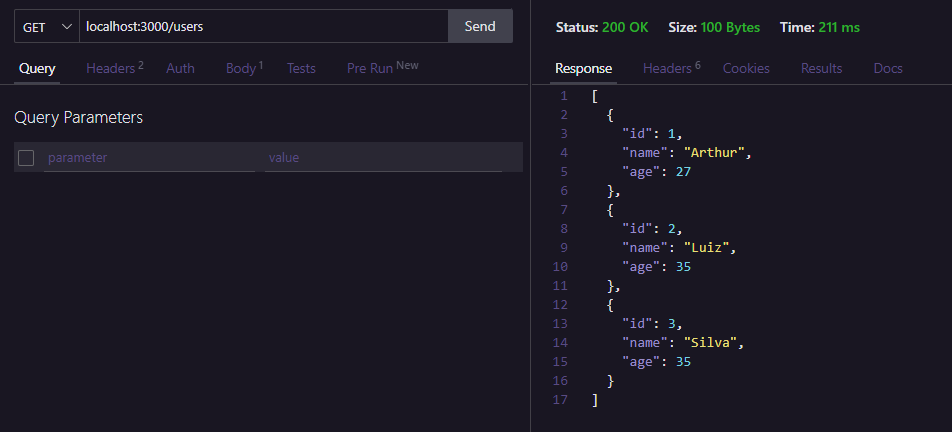 GET localhost:3000/users Send
Query Headers 2 Auth Body 1 Tests Pre Run New
Query Parameters
parameter value
Status: 200 OK Size: 100 Bytes Time: 211 ms
Response Headers 6 Cookies Results Docs
1 [
2 {
3 "id": 1,
4 "name": "Arthur",
5 "age": 27
6 },
7 {
8 "id": 2,
9 "name": "Luiz",
10 "age": 35
11 },
12 {
13 "id": 3,
14 "name": "Silva",
15 "age": 35
16 }
17 ]